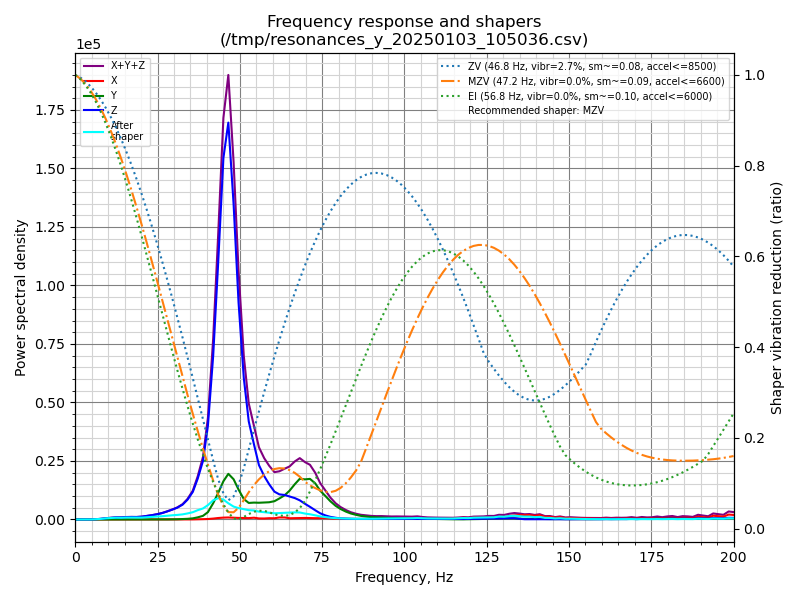 Frequency response and shapers
(/tmp/resonances_y_20250103_105036.csv)
1e5
X+Y+Z
X
Y
Z
After
shaper
ZV (46.8 Hz, vibr=2.7%, sm~=0.08, accel<=8500)
MZV (47.2 Hz, vibr=0.0%, sm~=0.09, accel<=6600)
EI (56.8 Hz, vibr=0.0%, sm~=0.10, accel<=6000)
Recommended shaper: MZV
1.75
1.50
1.25
1.00
0.75
0.50
0.25
0.00
Power spectral density
1.0
0.8
0.6
0.4
0.2
0.0
Shaper vibration reduction (ratio)
0
25
50
75
100
125
150
175
200
Frequency, Hz